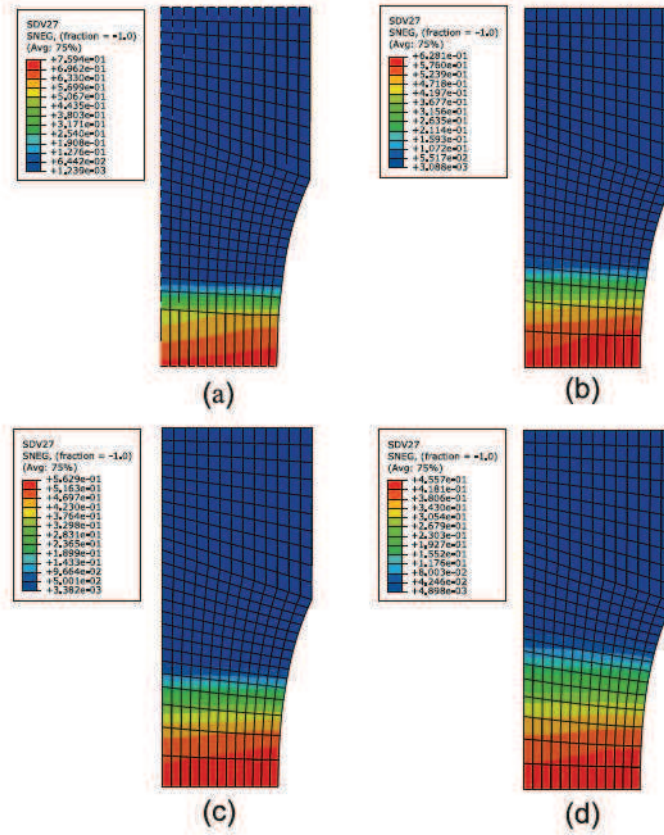 SDV27
SNEG, (fraction = -1.0)
(Avg: 75%)
+7.594e-01
+6.962e-01
+6.330e-01
+5.699e-01
+5.067e-01
+4.435e-01
+3.803e-01
+3.171e-01
+2.540e-01
+1.908e-01
+1.276e-01
+6.442e-02
+1.239e-03
(a)
SDV27
SNEG, (fraction = -1.0)
(Avg: 75%)
+6.281e-01
+5.760e-01
+5.239e-01
+4.718e-01
+4.197e-01
+3.677e-01
+3.156e-01
+2.635e-01
+2.114e-01
+1.593e-01
+1.072e-01
+5.517e-02
+3.088e-03
(b)
SDV27
SNEG, (fraction = -1.0)
(Avg: 75%)
+5.629e-01
+5.163e-01
+4.697e-01
+4.230e-01
+3.764e-01
+3.298e-01
+2.831e-01
+2.365e-01
+1.899e-01
+1.433e-01
+9.664e-02
+5.001e-02
+3.382e-03
(c)
SDV27
SNEG, (fraction = -1.0)
(Avg: 75%)
+4.557e-01
+4.181e-01
+3.806e-01
+3.430e-01
+3.054e-01
+2.679e-01
+2.303e-01
+1.927e-01
+1.552e-01
+1.176e-01
+8.003e-02
+4.246e-02
+4.898e-03
(d)